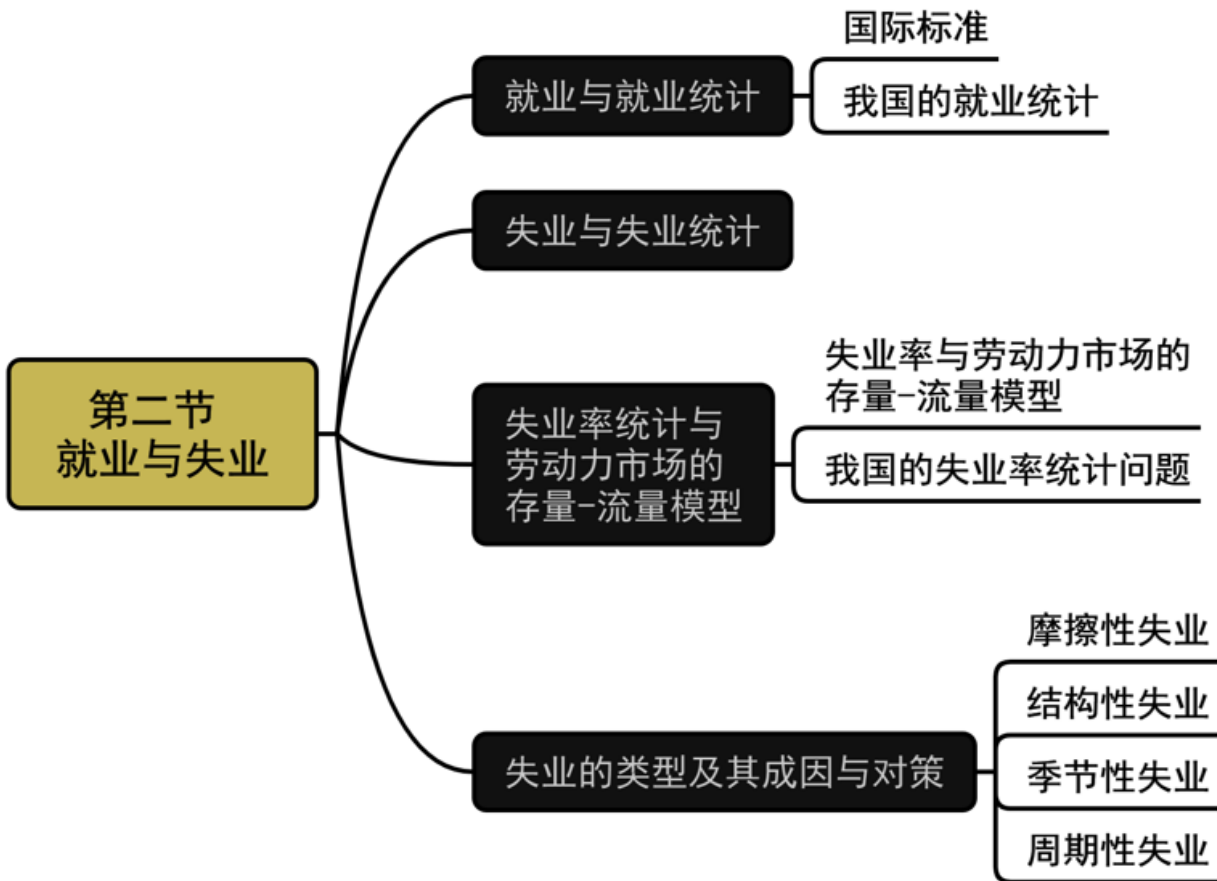 第二节
就业与失业
就业与就业统计
国际标准
我国的就业统计
失业与失业统计
失业率统计与
劳动力市场的
存量-流量模型
失业率与劳动力市场的
存量-流量模型
我国的失业率统计问题
失业的类型及其成因与对策
摩擦性失业
结构性失业
季节性失业
周期性失业